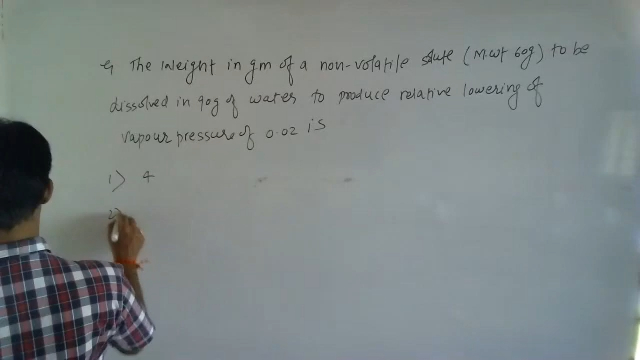 The weight in gm of a non-volatile solute (M.wt 60g) to be
dissolved in 90g of water to produce relative lowering of
vapour pressure of 0.02 is
1) 4
2)